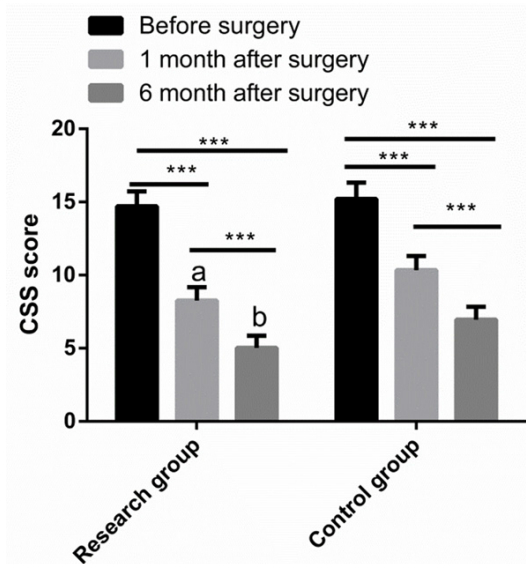 Before surgery
1 month after surgery
6 month after surgery
20
15
10
5
0
CSS score
***
***
***
a
b
***
***
***
Research group
Control group